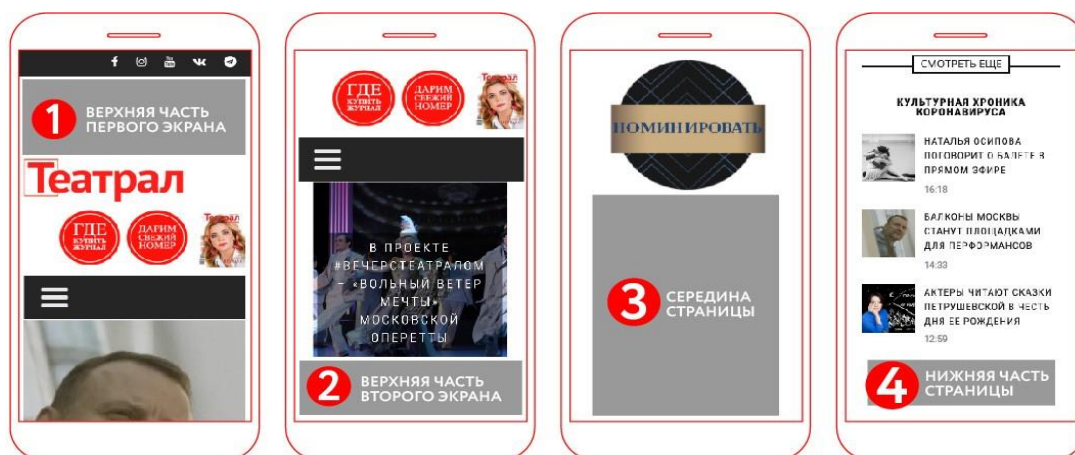 1
ВЕРХНЯЯ ЧАСТЬ
ПЕРВОГО ЭКРАНА
Театрал
ГДЕ
КУПИТЬ
ЖУРНАЛ
ДАРИМ
СВЕЖИЙ
НОМЕР
Театрал
Театрал
ГДЕ
КУПИТЬ
ЖУРНАЛ
ДАРИМ
СВЕЖИЙ
НОМЕР
В ПРОЕКТЕ
#ВЕЧЕРСТЕАТРАЛОМ
– «ВОЛЬНЫЙ ВЕТЕР
МЕЧТЫ»
МОСКОВСКОЙ
ОПЕРЕТТЫ
2
ВЕРХНЯЯ ЧАСТЬ
ВТОРОГО ЭКРАНА
НОМИНИРОВАТЬ
3
СЕРЕДИНА
СТРАНИЦЫ
СМОТРЕТЬ ЕЩЕ
КУЛЬТУРНАЯ ХРОНИКА
КОРОНАВИРУСА
НАТАЛЬЯ ОСИПОВА
ПОГОВОРИТ О БАЛЕТЕ В
ПРЯМОМ ЭФИРЕ
16:18
БАЛКОНЫ МОСКВЫ
СТАНУТ ПЛОЩАДКАМИ
ДЛЯ ПЕРФОРМАНСОВ
14:33
АКТЕРЫ ЧИТАЮТ СКАЗКИ
ПЕТРУШЕВСКОЙ В ЧЕСТЬ
ДНЯ ЕЕ РОЖДЕНИЯ
12:59
4
НИЖНЯЯ ЧАСТЬ
СТРАНИЦЫ